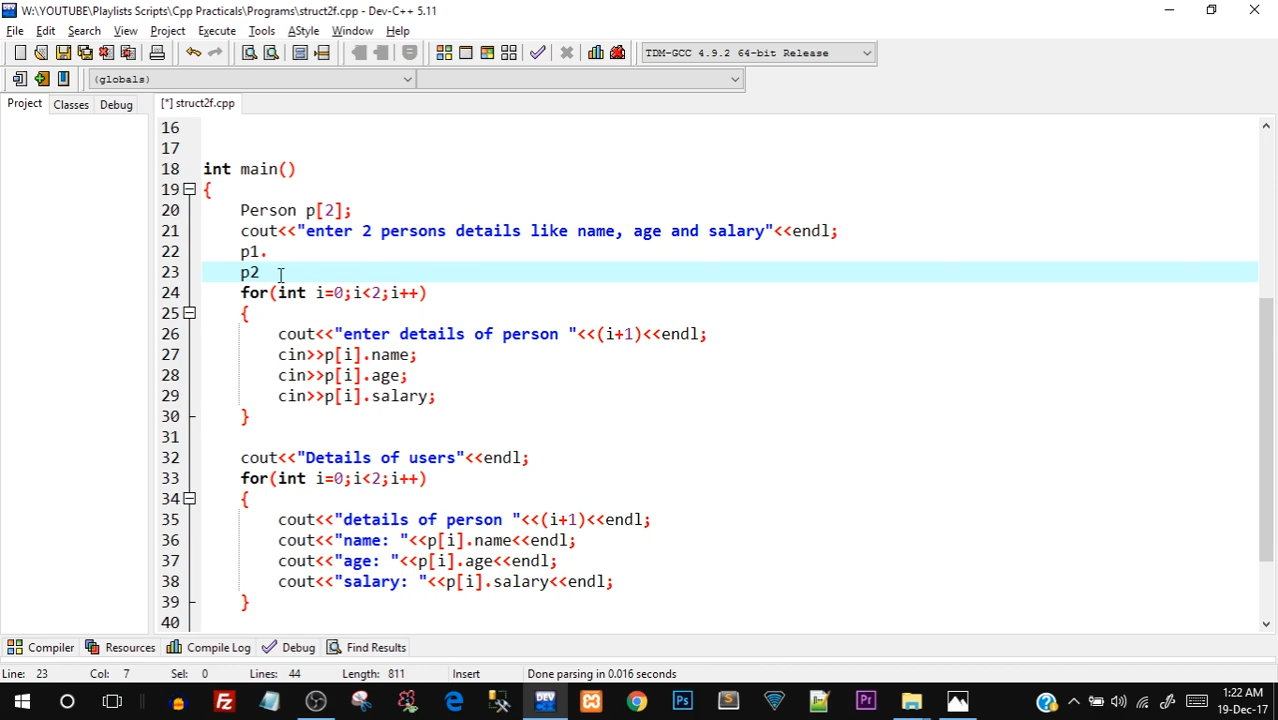 W:\YOUTUBE\Playlists Scripts\Cpp Practicals\Programs\struct2f.cpp - Dev-C++ 5.11
File Edit Search View Project Execute Tools AStyle Window Help
TDM-GCC 4.9.2 64-bit Release
(globals)
Project Classes Debug [*] struct2f.cpp
16
17
18 int main()
19 {
20 Person p[2];
21 cout<<"enter 2 persons details like name, age and salary"<<endl;
22 p1.
23 p2
24 for(int i=0;i<2;i++)
25 {
26 cout<<"enter details of person "<<(i+1)<<endl;
27 cin>>p[i].name;
28 cin>>p[i].age;
29 cin>>p[i].salary;
30 }
31
32 cout<<"Details of users"<<endl;
33 for(int i=0;i<2;i++)
34 {
35 cout<<"details of person "<<(i+1)<<endl;
36 cout<<"name: "<<p[i].name<<endl;
37 cout<<"age: "<<p[i].age<<endl;
38 cout<<"salary: "<<p[i].salary<<endl;
39 }
40
Compiler Resources Compile Log Debug Find Results
Line: 23 Col: 7 Sel: 0 Lines: 44 Length: 811 Insert Done parsing in 0.016 seconds
Fz Ps S Pr 1:22 AM
19-Dec-17